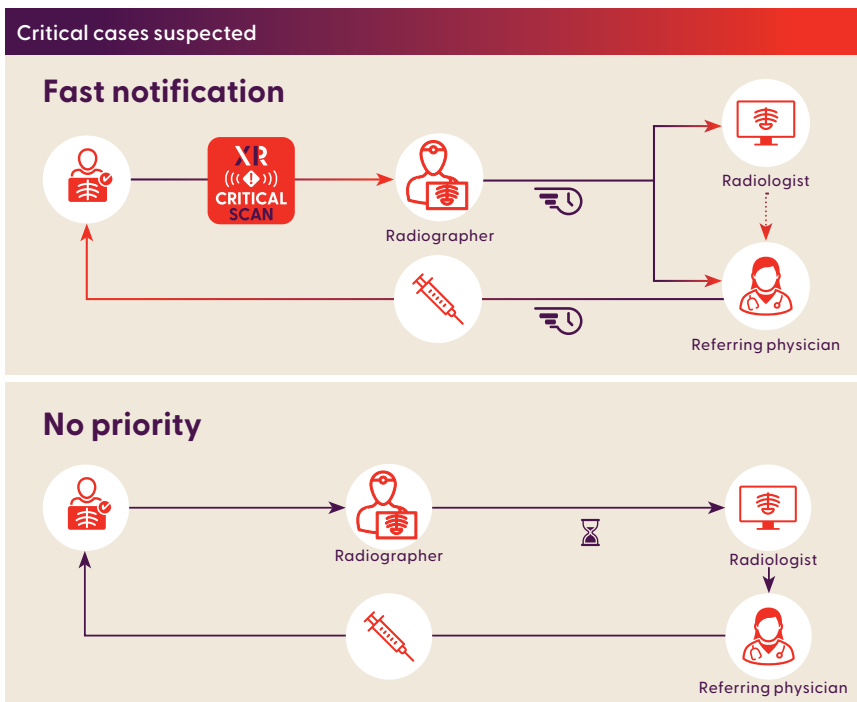 Critical cases suspected
Fast notification
XR
CRITICAL
SCAN
Radiographer
Radiologist
Referring physician
No priority
Radiographer
Radiologist
Referring physician